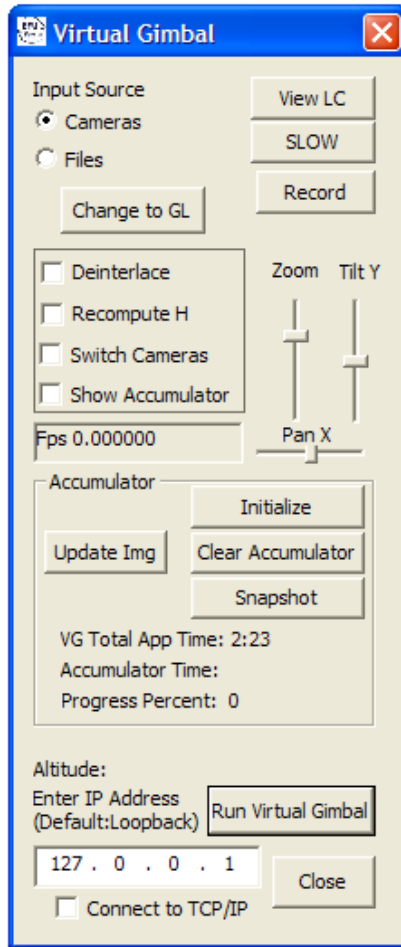 Virtual Gimbal
Input Source
View LC
Cameras
SLOW
Files
Record
Change to GL
Deinterlace
Zoom Tilt Y
Recompute H
Switch Cameras
Show Accumulator
Fps 0.000000
Pan X
Accumulator
Initialize
Update Img
Clear Accumulator
Snapshot
VG Total App Time: 2:23
Accumulator Time:
Progress Percent: 0
Altitude:
Enter IP Address
(Default:Loopback)
Run Virtual Gimbal
127 . 0 . 0 . 1
Close
Connect to TCP/IP